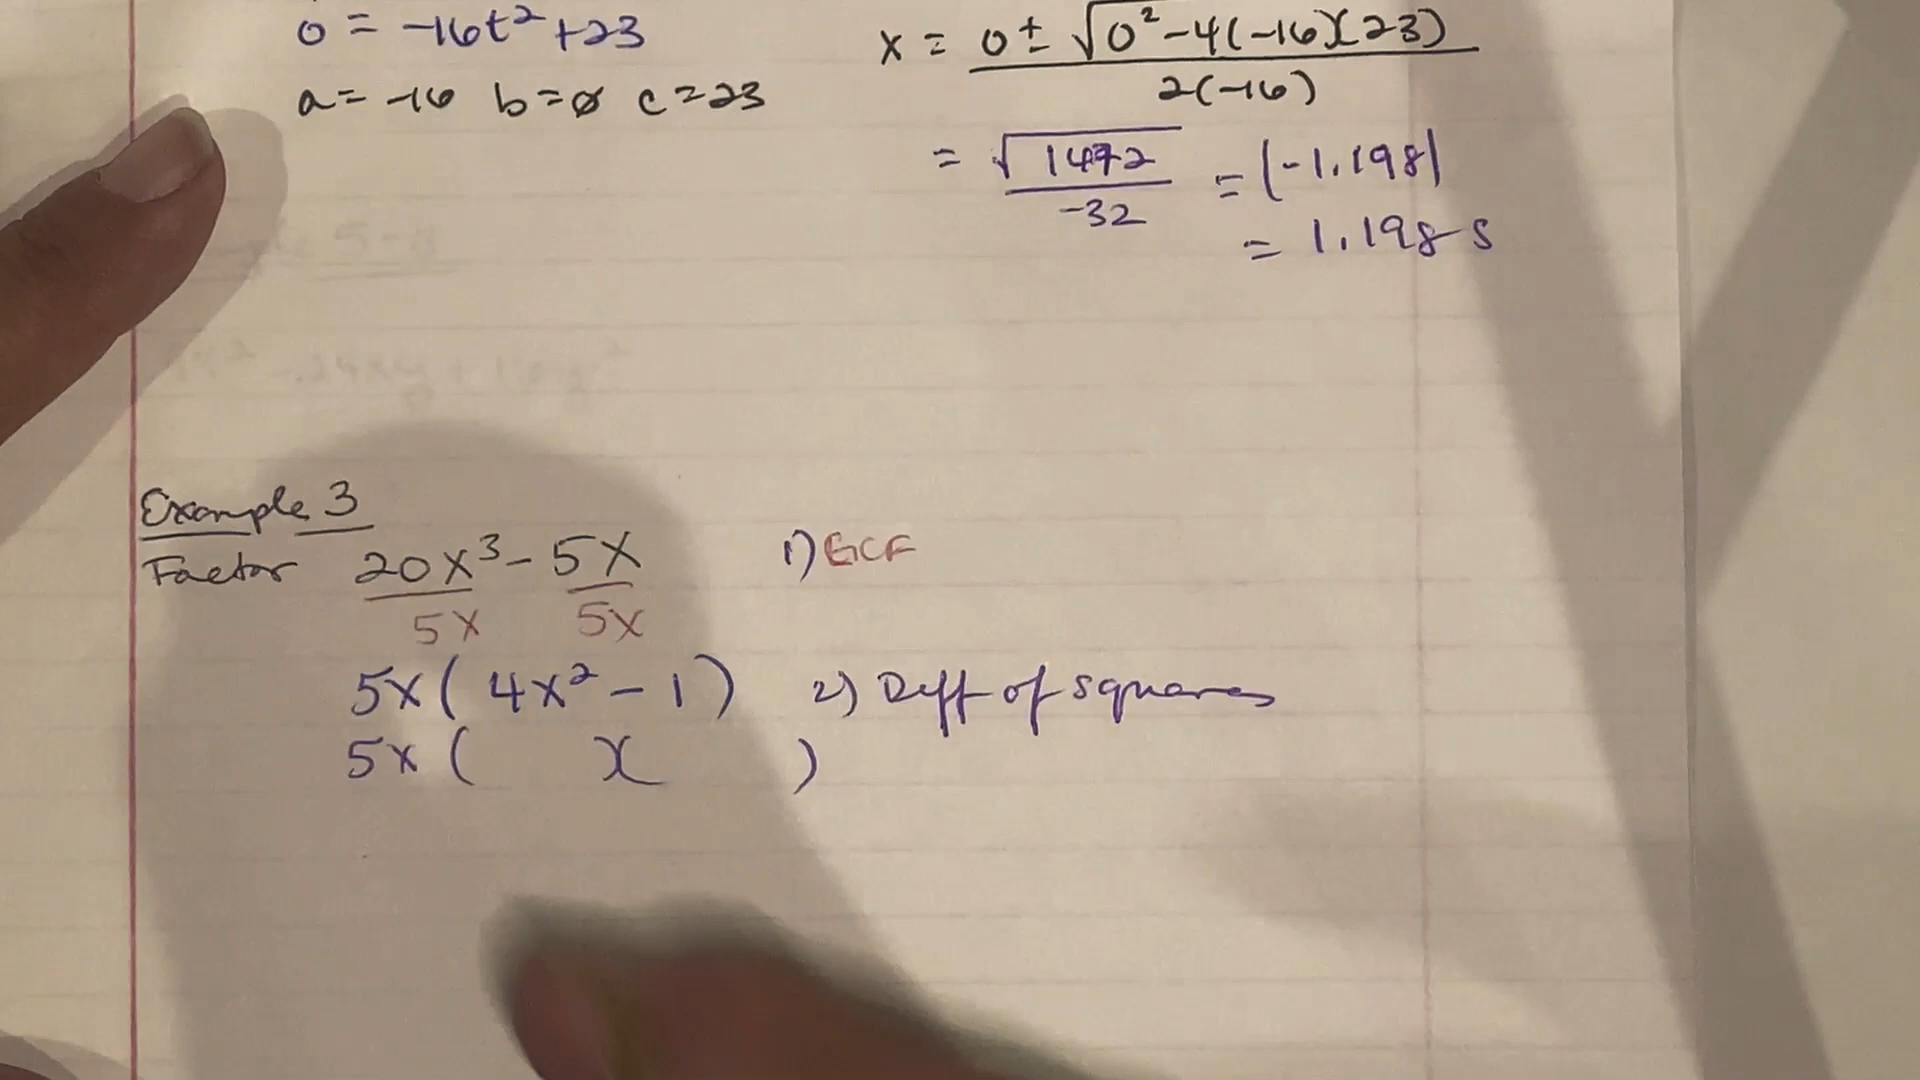 0 = -16t² +23
a= -16 b=0 c=23
x = 0 ± √0² -4(-16)(23)
2(-16)
= √1472 = |-1.198|
-32
= 1.198 s
Example 3
Factor 20x³ - 5x 1) GCF
5x 5x
5x( 4x² - 1 ) 2) Diff of squares
5x ( )( )